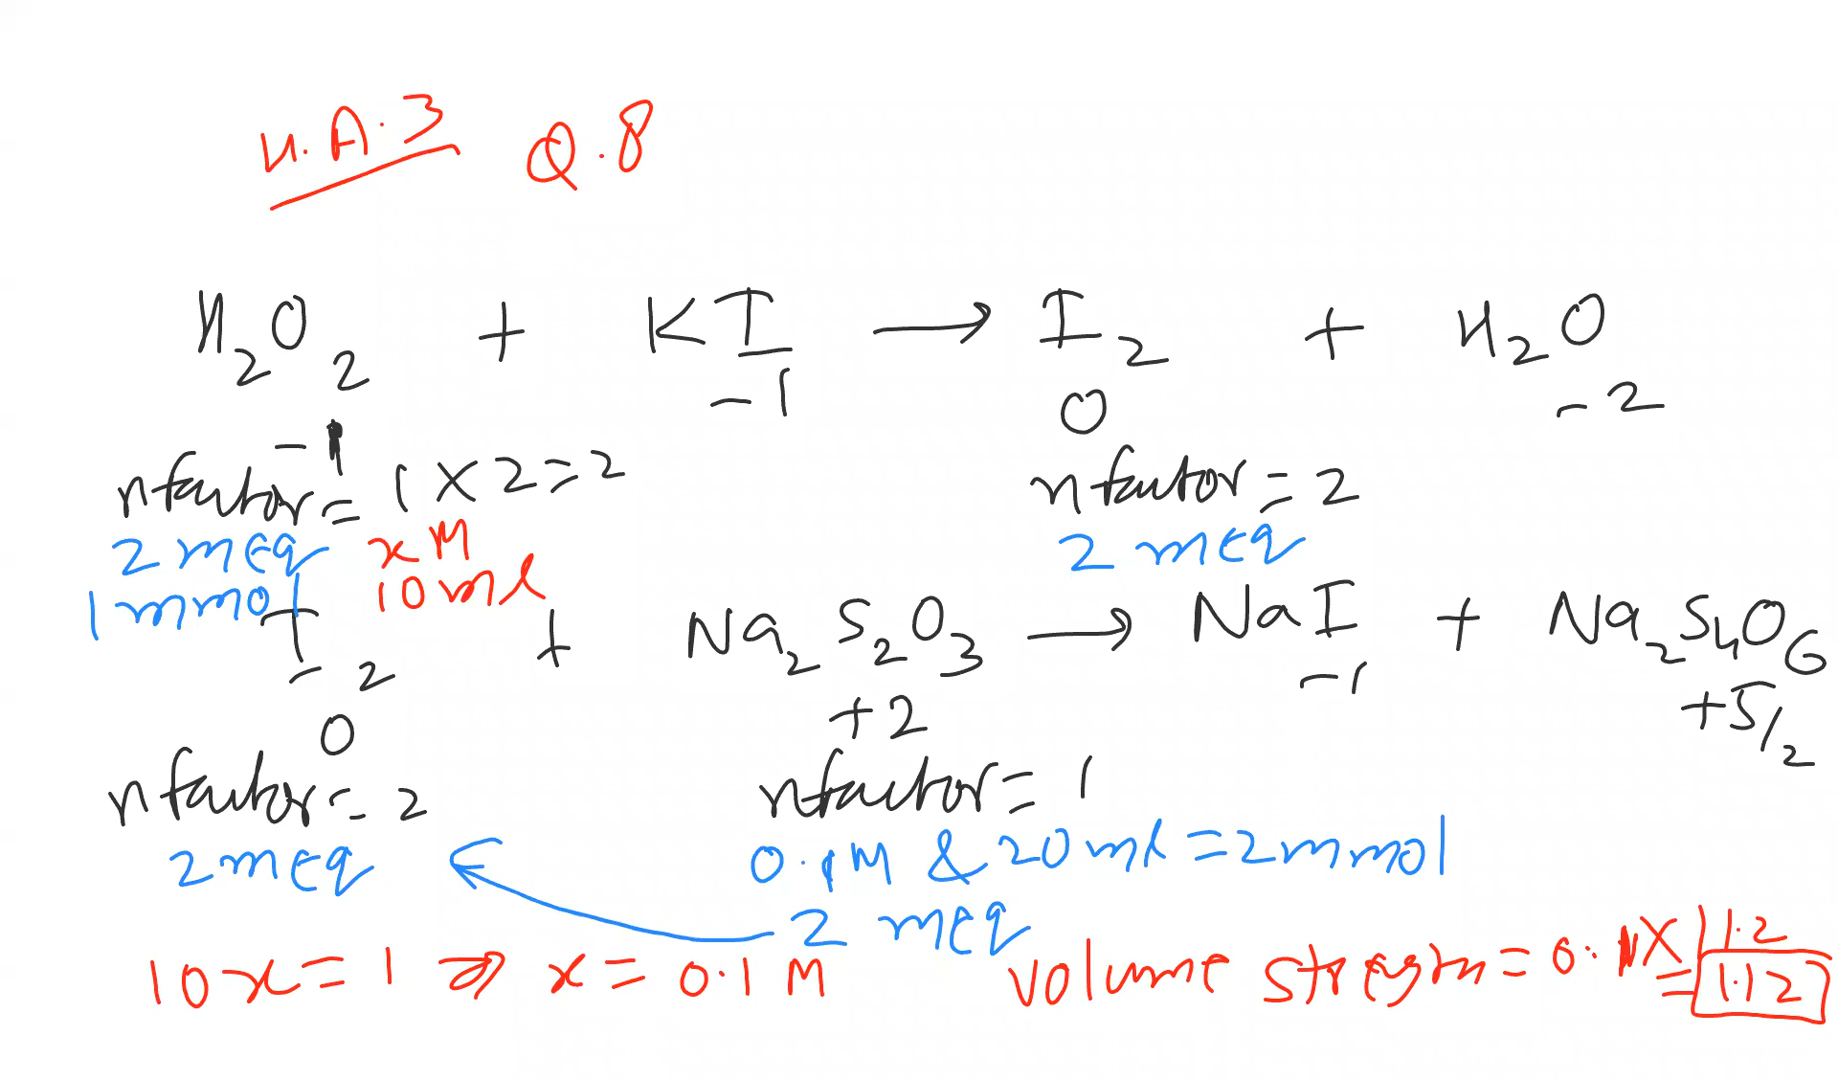 H.A.3 Q.8
H₂O₂ + KI → I₂ + H₂O
-1 -1 0 -2
nfactor = 1 x 2 = 2 nfactor = 2
2 meq xM 2 meq
1 mmol 10 ml
I₂ + Na₂S₂O₃ → NaI + Na₂S₄O₆
0 +2 -1 +5/2
nfactor = 2 nfactor = 1
2 meq 0.1M & 20 ml = 2 mmol
2 meq
10x = 1 ⇒ x = 0.1 M volume strength = 0.1 X 11.2
= 1.12